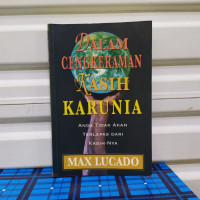 DALAM
CENGKERAMAN
KASIH
KARUNIA
ANDA TIDAK AKAN
TERLEPAS DARI
KASIH-NYA
MAX LUCADO